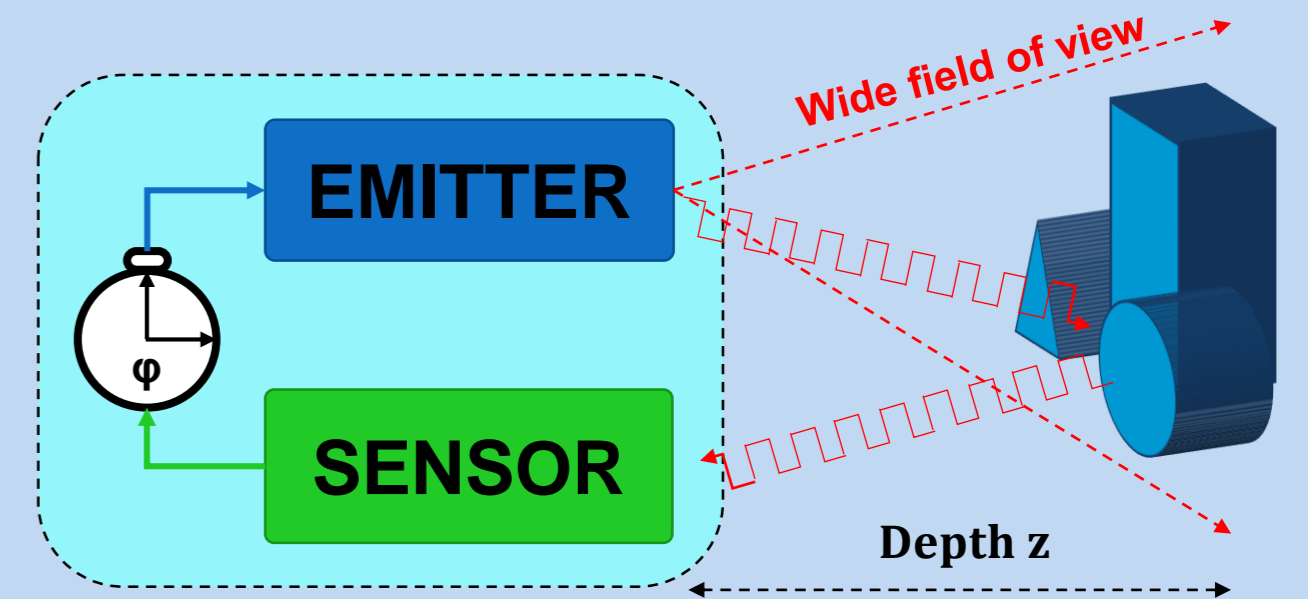 Wide field of view
EMITTER
φ
SENSOR
Depth z